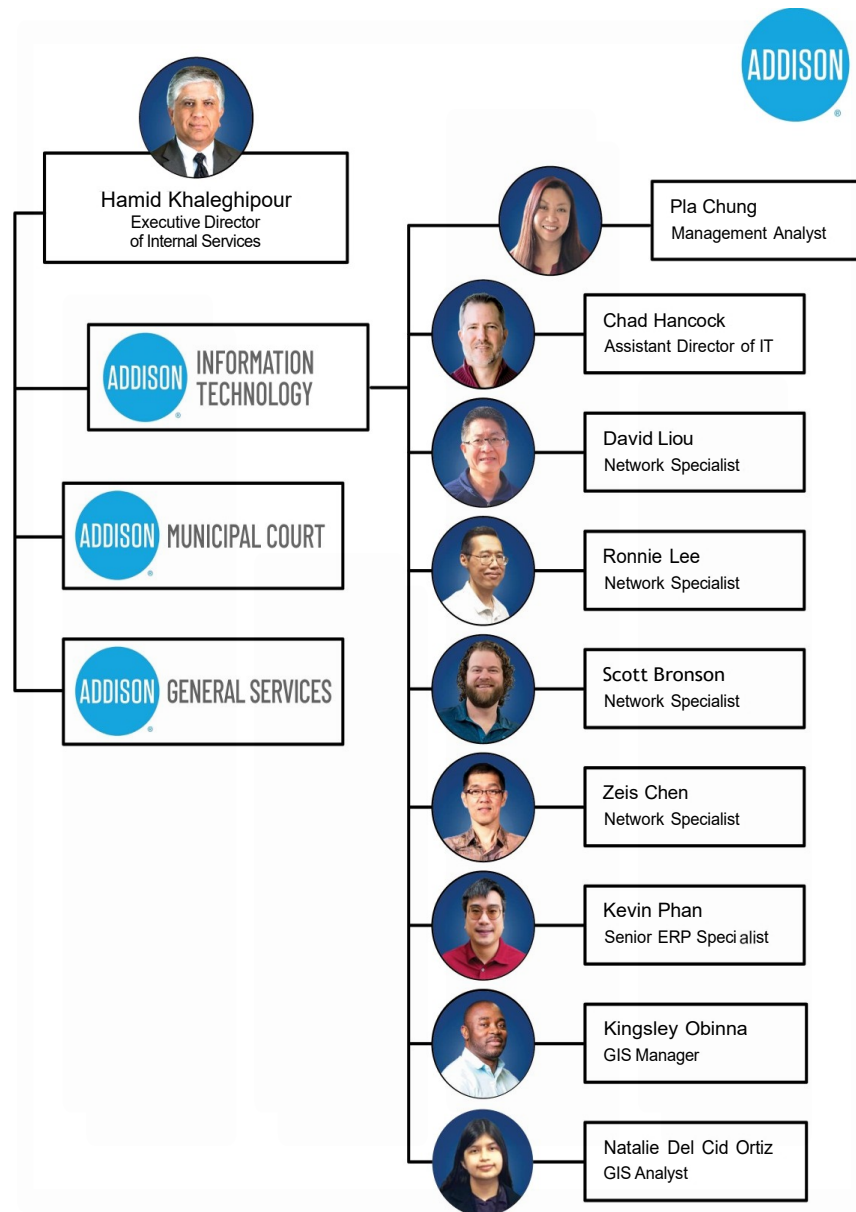 ADDISON
®
Hamid Khaleghipour
Executive Director
of Internal Services
Pla Chung
Management Analyst
ADDISON
®
INFORMATION
TECHNOLOGY
Chad Hancock
Assistant Director of IT
David Liou
Network Specialist
ADDISON
®
MUNICIPAL COURT
Ronnie Lee
Network Specialist
ADDISON
®
GENERAL SERVICES
Scott Bronson
Network Specialist
Zeis Chen
Network Specialist
Kevin Phan
Senior ERP Specialist
Kingsley Obinna
GIS Manager
Natalie Del Cid Ortiz
GIS Analyst